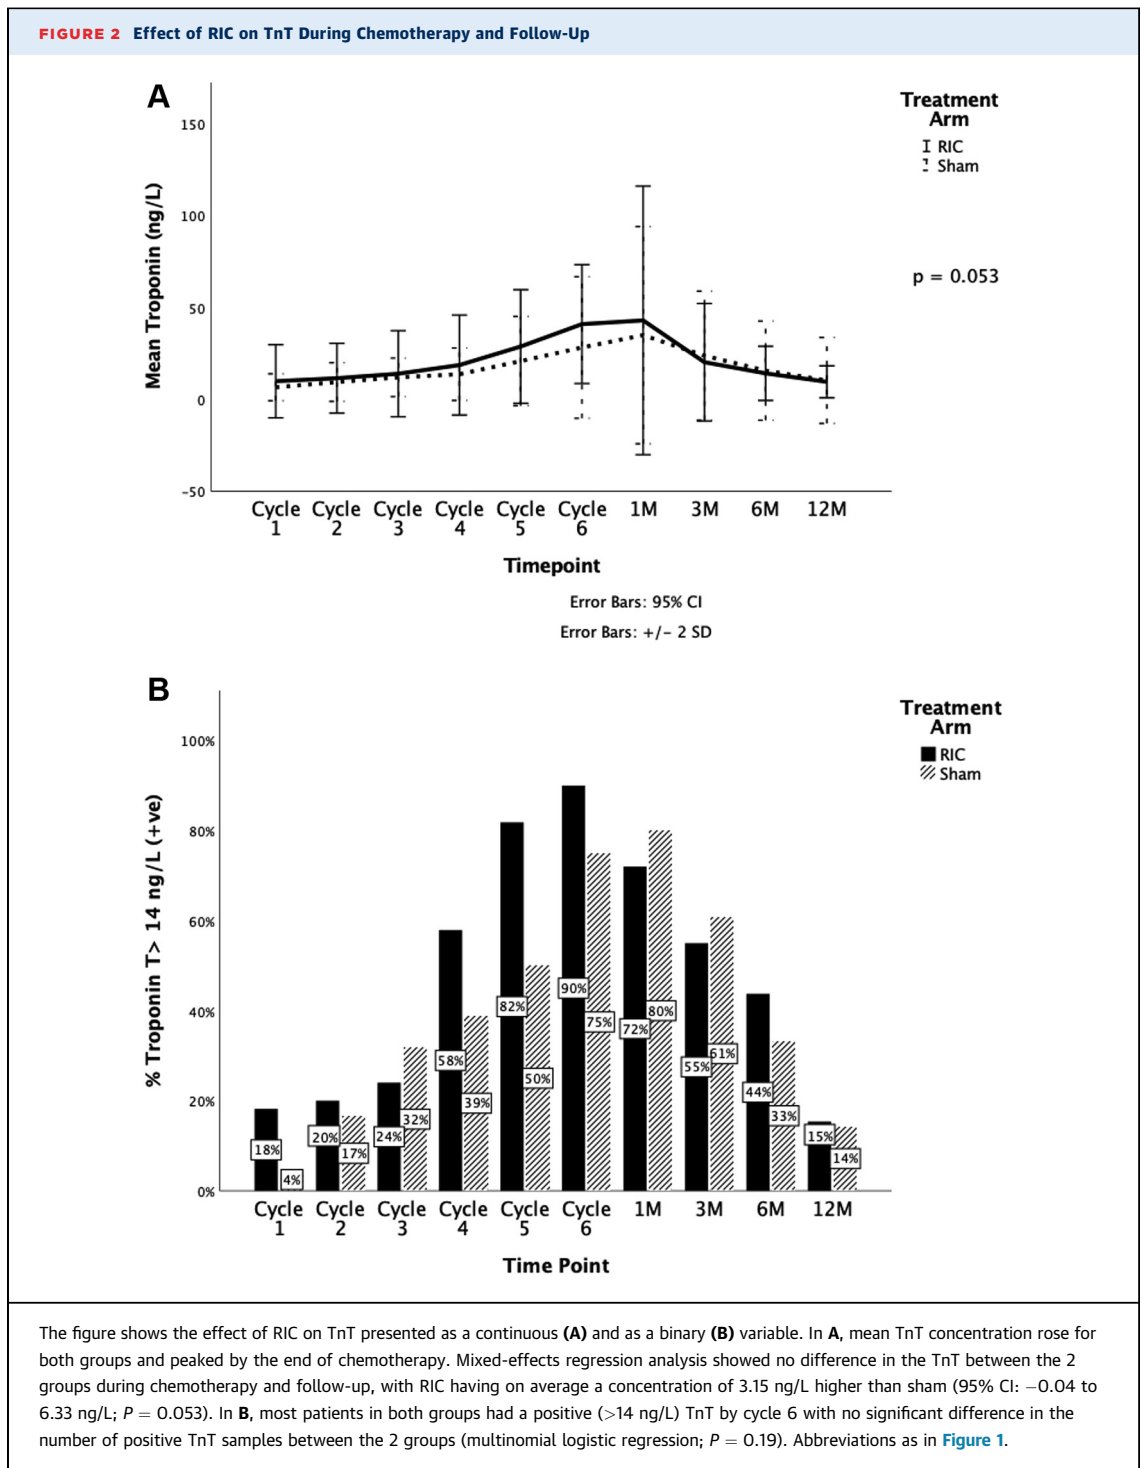 FIGURE 2 Effect of RIC on TnT During Chemotherapy and Follow-Up
A
Treatment
Arm
RIC
Sham
p = 0.053
Mean Troponin (ng/L)
150
100
50
0
-50
Cycle 1
Cycle 2
Cycle 3
Cycle 4
Cycle 5
Cycle 6
1M
3M
6M
12M
Timepoint
Error Bars: 95% CI
Error Bars: +/- 2 SD
B
Treatment
Arm
RIC
Sham
% Troponin T> 14 ng/L (+ve)
100%
80%
60%
40%
20%
0%
18%
4%
20%
17%
24%
32%
58%
39%
82%
50%
90%
75%
72%
80%
55%
61%
44%
33%
15%
14%
Cycle 1
Cycle 2
Cycle 3
Cycle 4
Cycle 5
Cycle 6
1M
3M
6M
12M
Time Point
The figure shows the effect of RIC on TnT presented as a continuous (A) and as a binary (B) variable. In A, mean TnT concentration rose for
both groups and peaked by the end of chemotherapy. Mixed-effects regression analysis showed no difference in the TnT between the 2
groups during chemotherapy and follow-up, with RIC having on average a concentration of 3.15 ng/L higher than sham (95% CI: −0.04 to
6.33 ng/L; P = 0.053). In B, most patients in both groups had a positive (>14 ng/L) TnT by cycle 6 with no significant difference in the
number of positive TnT samples between the 2 groups (multinomial logistic regression; P = 0.19). Abbreviations as in Figure 1.